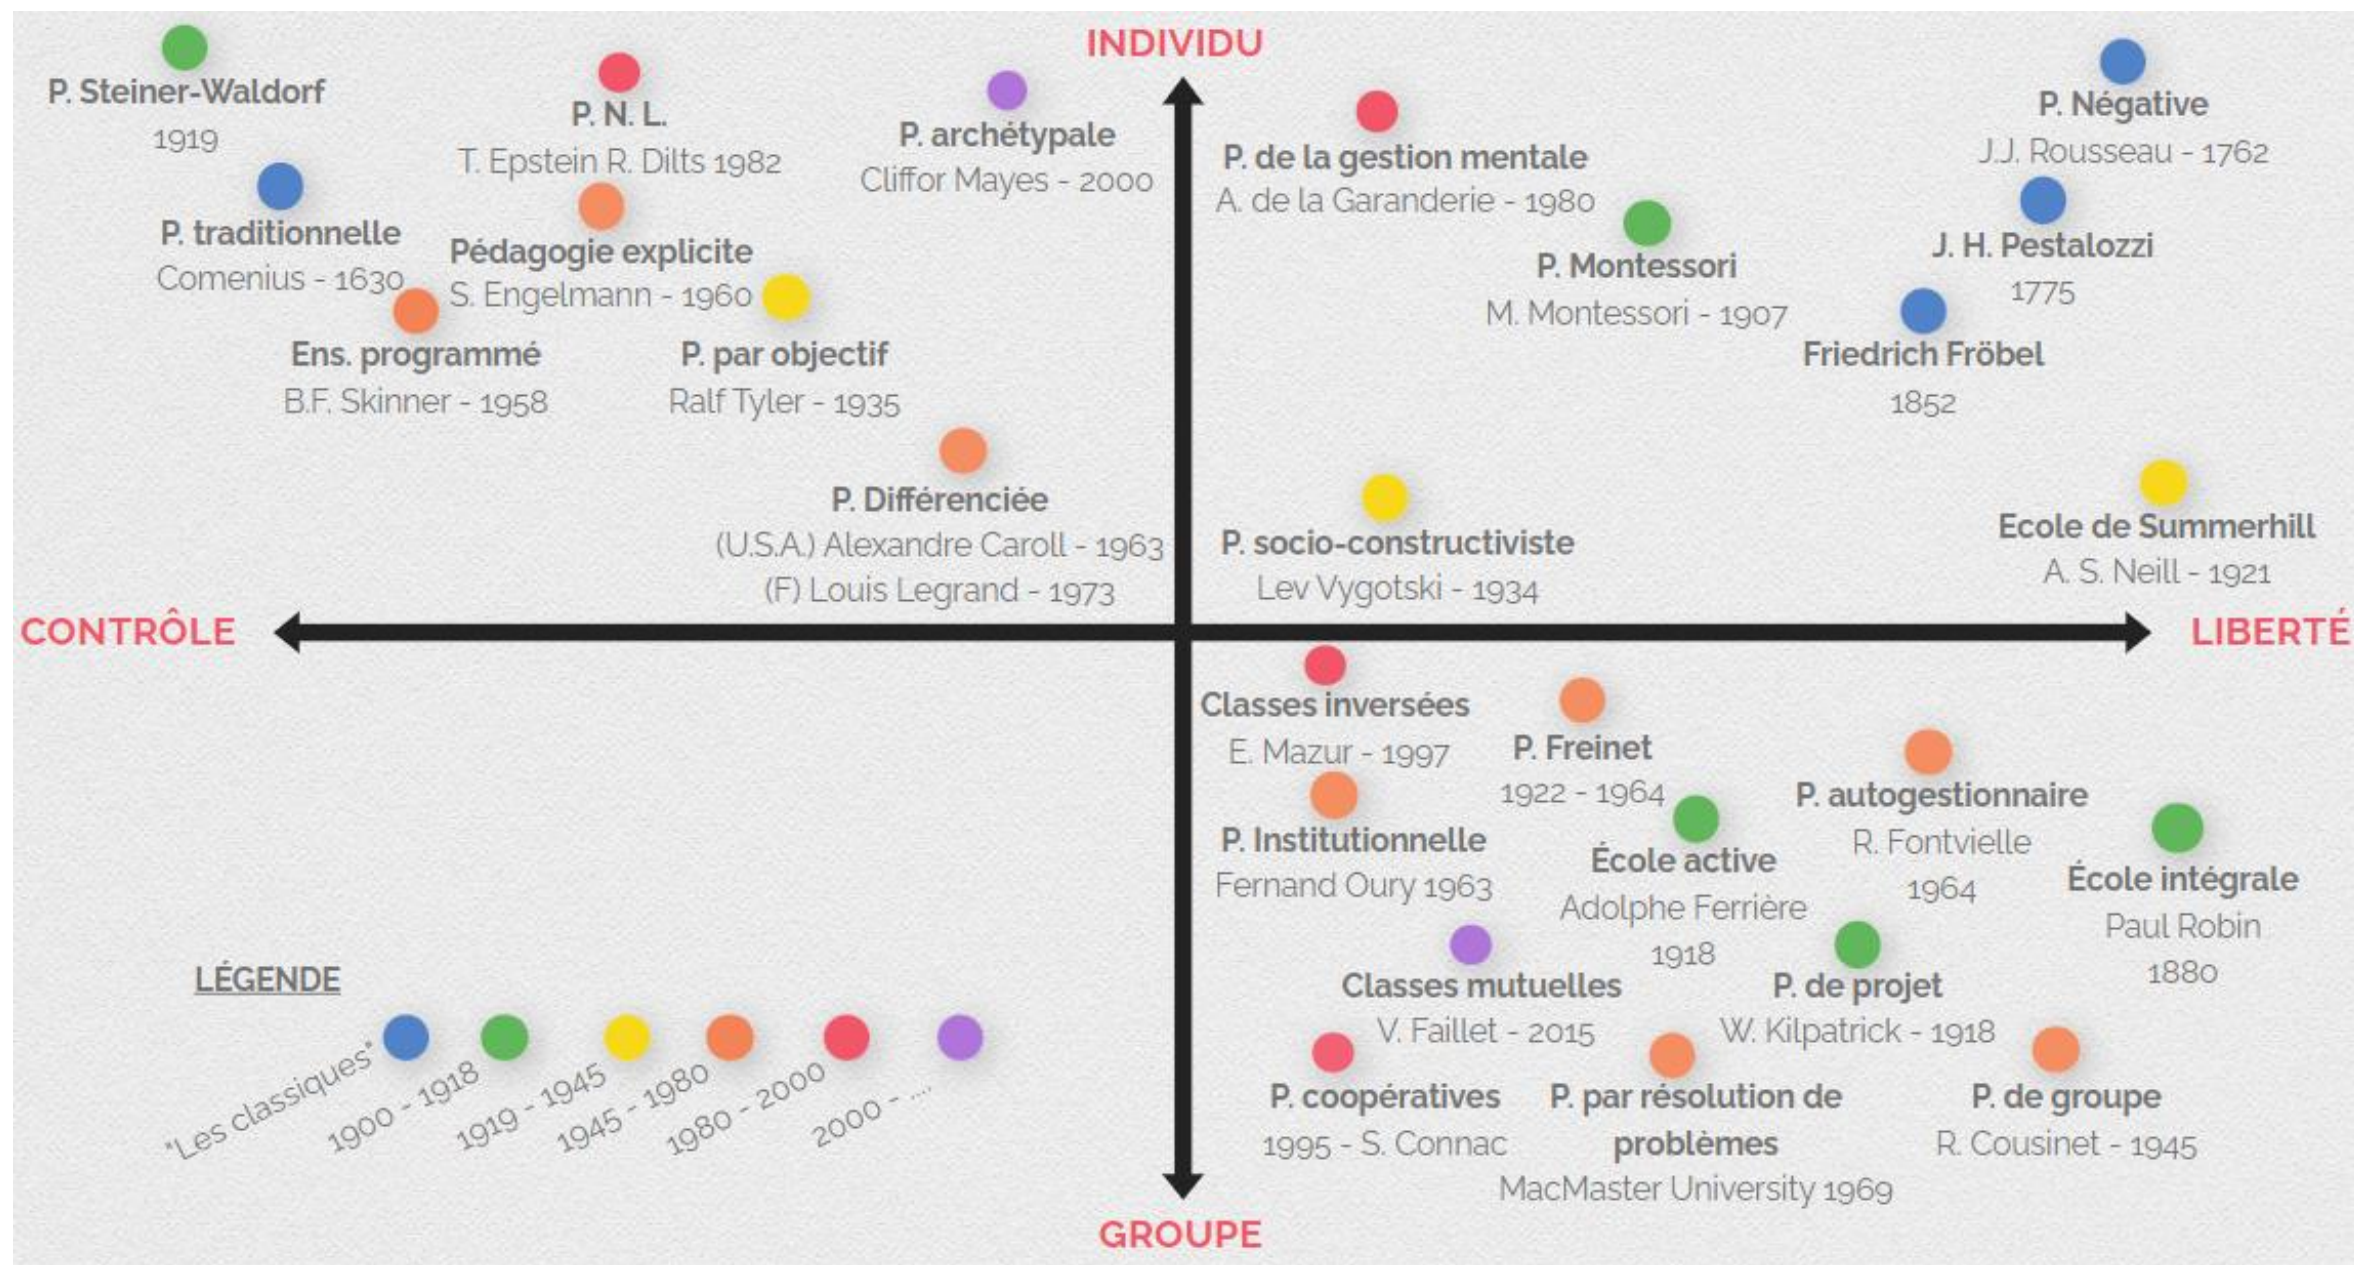 INDIVIDU
P. Steiner-Waldorf
1919
P. N. L.
T. Epstein R. Dilts 1982
P. archétypale
Cliffor Mayes - 2000
P. traditionnelle
Comenius - 1630
Pédagogie explicite
S. Engelmann - 1960
Ens. programmé
B.F. Skinner - 1958
P. par objectif
Ralf Tyler - 1935
P. Différenciée
(U.S.A.) Alexandre Caroll - 1963
(F) Louis Legrand - 1973
P. de la gestion mentale
A. de la Garanderie - 1980
P. Négative
J.J. Rousseau - 1762
P. Montessori
M. Montessori - 1907
J. H. Pestalozzi
1775
Friedrich Fröbel
1852
P. socio-constructiviste
Lev Vygotski - 1934
Ecole de Summerhill
A. S. Neill - 1921
CONTRÔLE
LIBERTÉ
Classes inversées
E. Mazur - 1997
P. Freinet
1922 - 1964
P. autogestionnaire
R. Fontvielle
1964
P. Institutionnelle
Fernand Oury 1963
École active
Adolphe Ferrière
1918
École intégrale
Paul Robin
1880
Classes mutuelles
V. Faillet - 2015
P. de projet
W. Kilpatrick - 1918
P. coopératives
1995 - S. Connac
P. par résolution de
problèmes
MacMaster University 1969
P. de groupe
R. Cousinet - 1945
LÉGENDE
"Les classiques"
1900 - 1918
1919 - 1945
1945 - 1980
1980 - 2000
2000 - ....
GROUPE